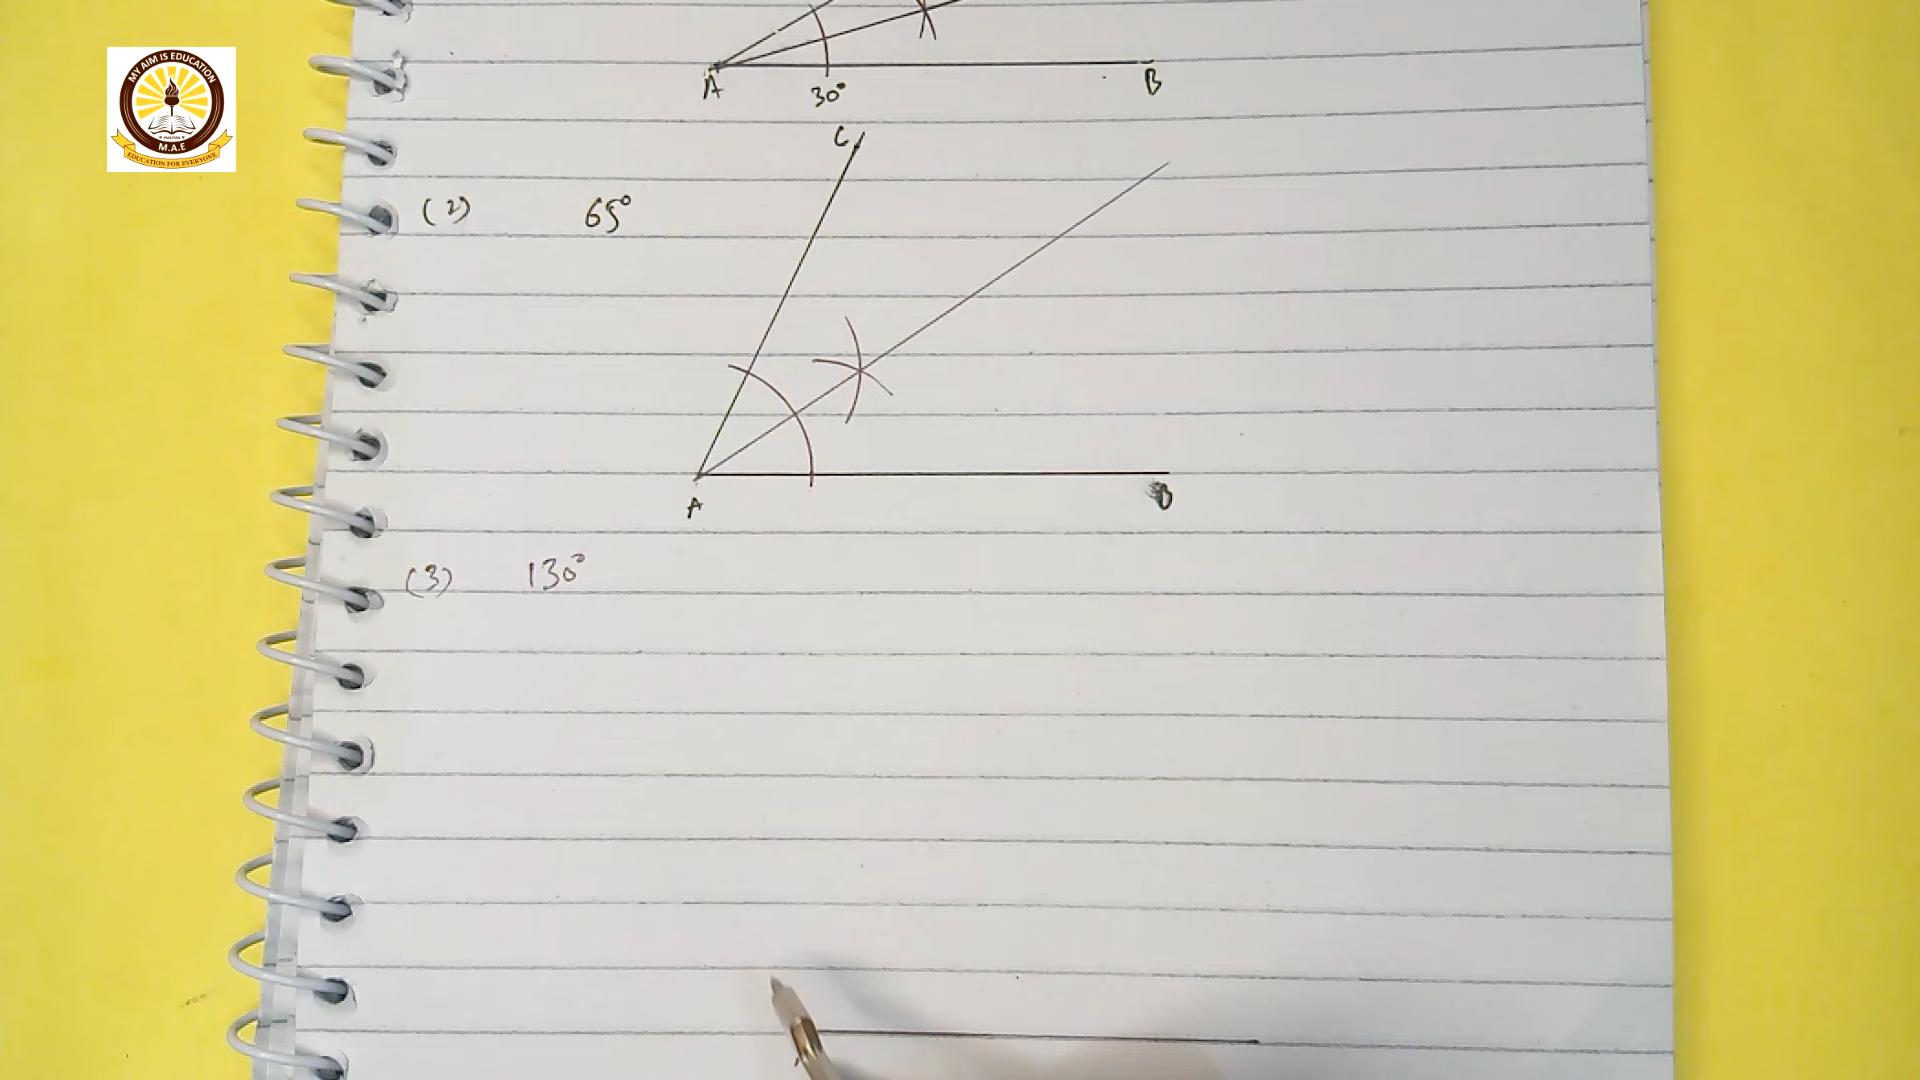 MY AIM IS EDUCATION
M.A.E
EDUCATION FOR EVERYONE
A 30° B
C
(2) 65°
A B
(3) 130°